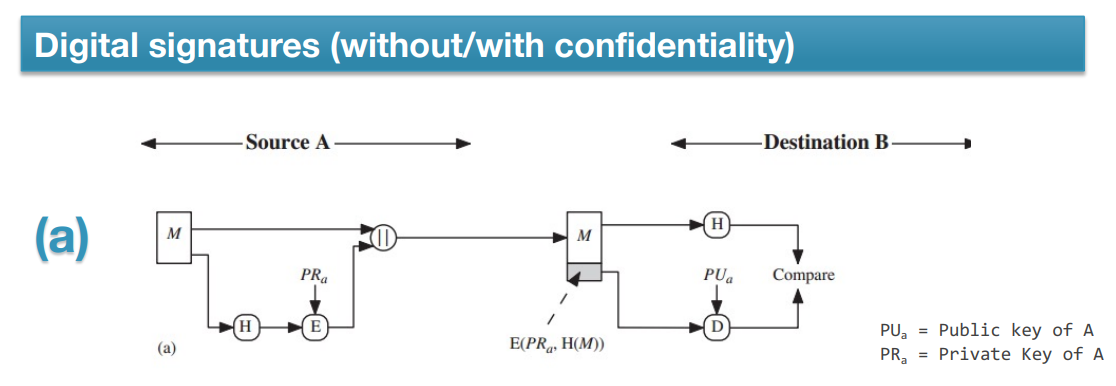 Digital signatures (without/with confidentiality)
Source A
Destination B
(a)
M
||
M
H
PRₐ
PUₐ
Compare
H
E
D
(a)
E(PRₐ, H(M))
PUₐ = Public key of A
PRₐ = Private Key of A